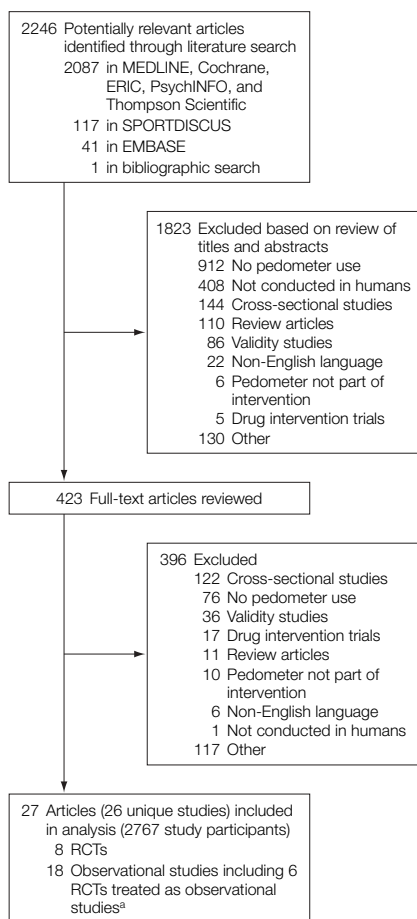 2246 Potentially relevant articles
identified through literature search
2087 in MEDLINE, Cochrane,
ERIC, PsychINFO, and
Thompson Scientific
117 in SPORTDISCUS
41 in EMBASE
1 in bibliographic search
1823 Excluded based on review of
titles and abstracts
912 No pedometer use
408 Not conducted in humans
144 Cross-sectional studies
110 Review articles
86 Validity studies
22 Non-English language
6 Pedometer not part of
intervention
5 Drug intervention trials
130 Other
423 Full-text articles reviewed
396 Excluded
122 Cross-sectional studies
76 No pedometer use
36 Validity studies
17 Drug intervention trials
11 Review articles
10 Pedometer not part of
intervention
6 Non-English language
1 Not conducted in humans
117 Other
27 Articles (26 unique studies) included
in analysis (2767 study participants)
8 RCTs
18 Observational studies including 6
RCTs treated as observational
studiesa